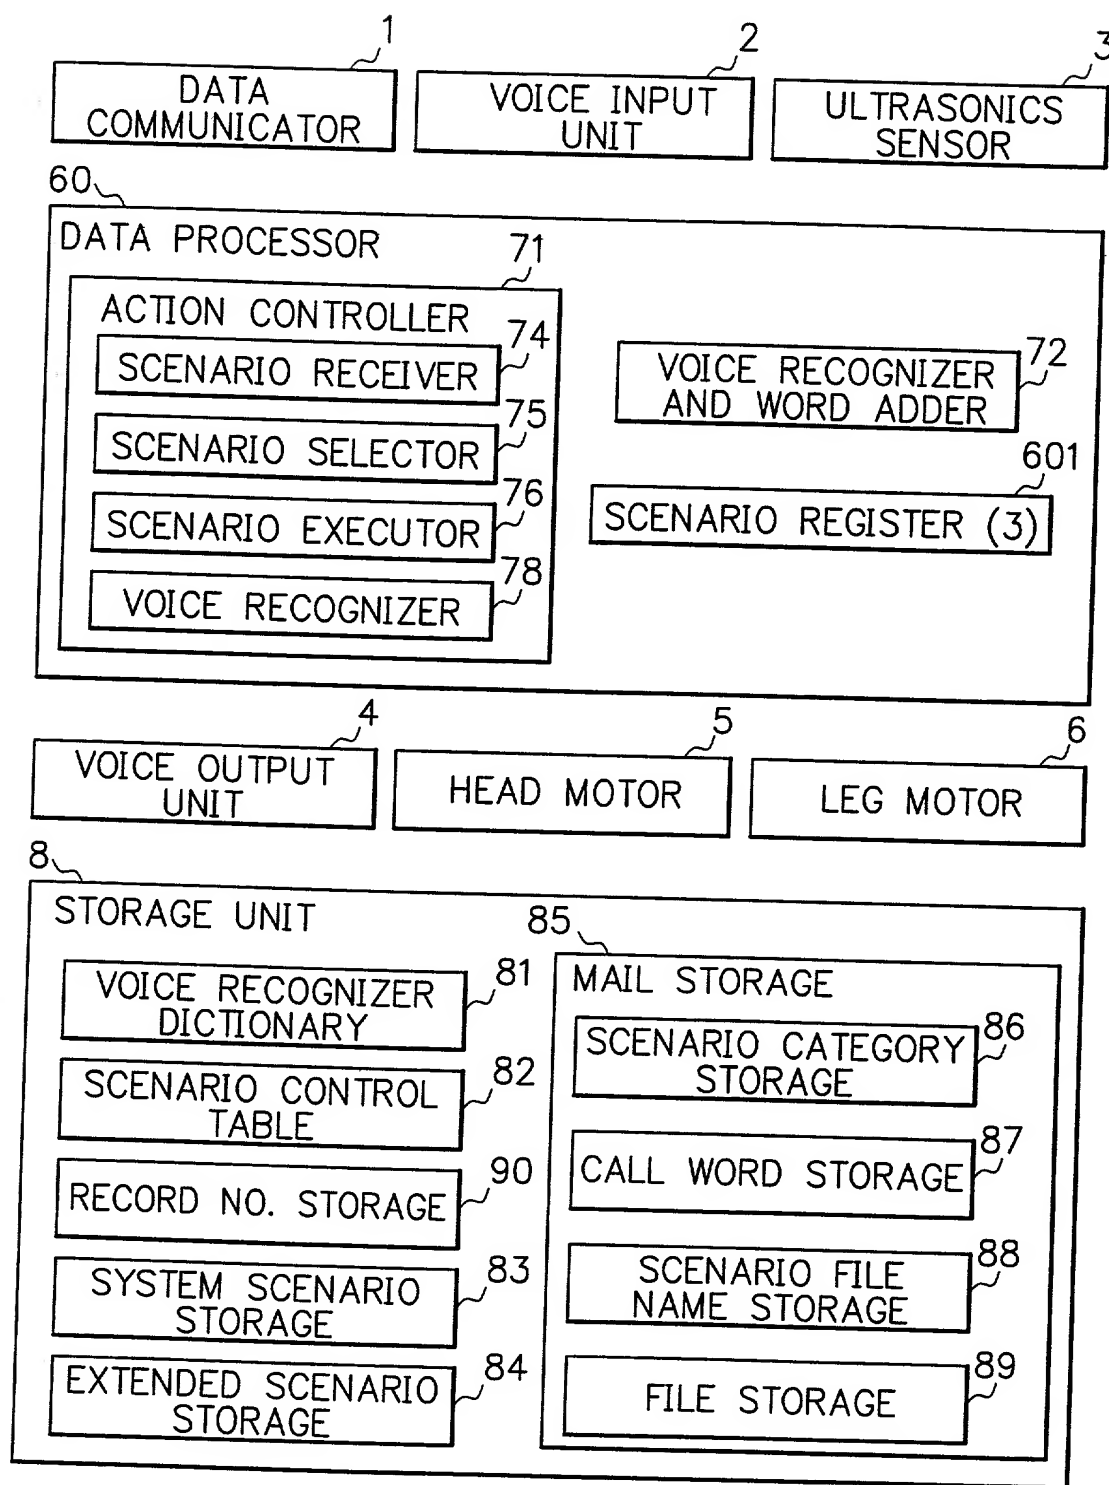 1
2
3
DATA
COMMUNICATOR
VOICE INPUT
UNIT
ULTRASONICS
SENSOR
60
DATA PROCESSOR
71
ACTION CONTROLLER
74
SCENARIO RECEIVER
75
SCENARIO SELECTOR
76
SCENARIO EXECUTOR
78
VOICE RECOGNIZER
72
VOICE RECOGNIZER
AND WORD ADDER
601
SCENARIO REGISTER (3)
4
5
6
VOICE OUTPUT
UNIT
HEAD MOTOR
LEG MOTOR
8
STORAGE UNIT
81
VOICE RECOGNIZER
DICTIONARY
82
SCENARIO CONTROL
TABLE
90
RECORD NO. STORAGE
83
SYSTEM SCENARIO
STORAGE
84
EXTENDED SCENARIO
STORAGE
85
MAIL STORAGE
86
SCENARIO CATEGORY
STORAGE
87
CALL WORD STORAGE
88
SCENARIO FILE
NAME STORAGE
89
FILE STORAGE